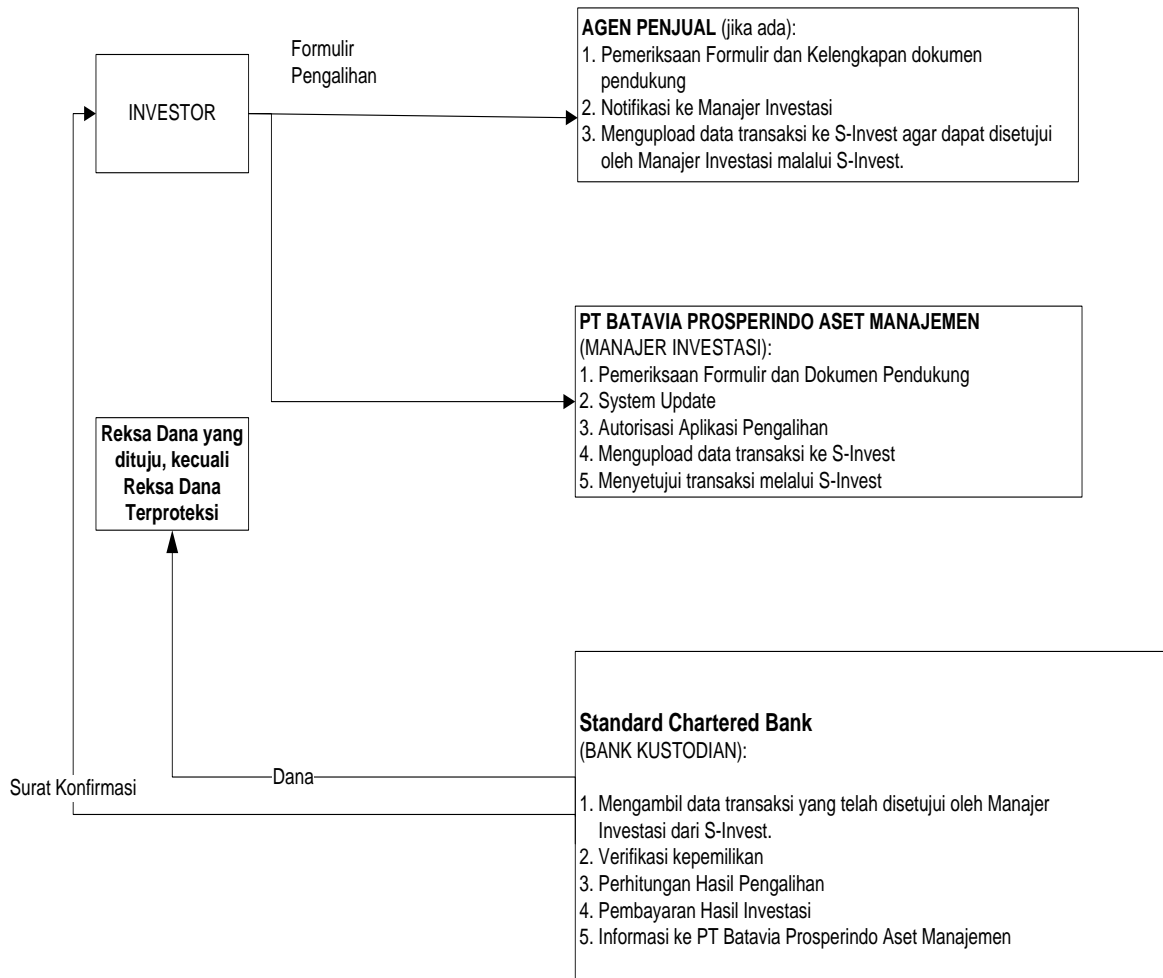 Formulir
Pengalihan
INVESTOR
AGEN PENJUAL (jika ada):
1. Pemeriksaan Formulir dan Kelengkapan dokumen
pendukung
2. Notifikasi ke Manajer Investasi
3. Mengupload data transaksi ke S-Invest agar dapat disetujui
oleh Manajer Investasi malalui S-Invest.
PT BATAVIA PROSPERINDO ASET MANAJEMEN
(MANAJER INVESTASI):
1. Pemeriksaan Formulir dan Dokumen Pendukung
2. System Update
3. Autorisasi Aplikasi Pengalihan
4. Mengupload data transaksi ke S-Invest
5. Menyetujui transaksi melalui S-Invest
Reksa Dana yang
dituju, kecuali
Reksa Dana
Terproteksi
Dana
Surat Konfirmasi
Standard Chartered Bank
(BANK KUSTODIAN):
1. Mengambil data transaksi yang telah disetujui oleh Manajer
Investasi dari S-Invest.
2. Verifikasi kepemilikan
3. Perhitungan Hasil Pengalihan
4. Pembayaran Hasil Investasi
5. Informasi ke PT Batavia Prosperindo Aset Manajemen